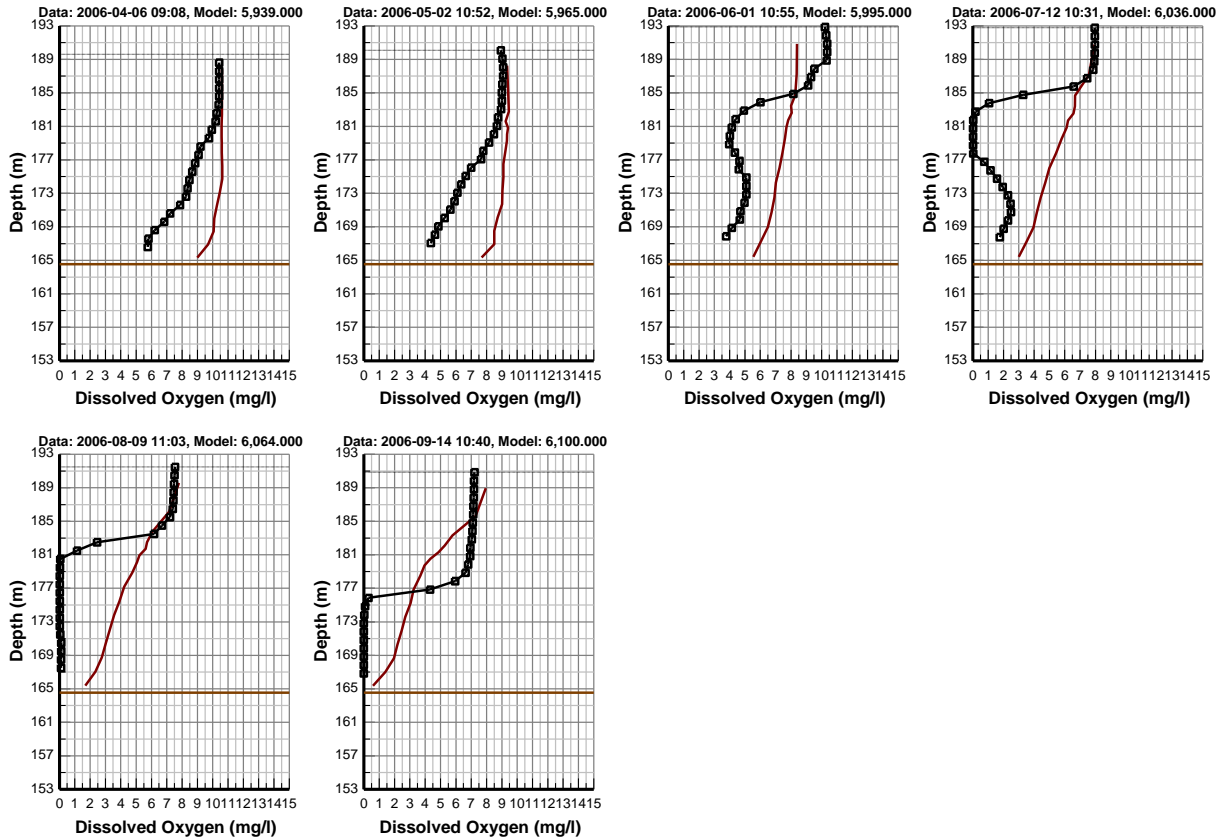 Data: 2006-04-06 09:08, Model: 5,939.000
193
189
185
181
177
173
169
165
161
157
153
Depth (m)
0 1 2 3 4 5 6 7 8 9 10 11 12 13 14 15
Dissolved Oxygen (mg/l)
Data: 2006-05-02 10:52, Model: 5,965.000
193
189
185
181
177
173
169
165
161
157
153
Depth (m)
0 1 2 3 4 5 6 7 8 9 10 11 12 13 14 15
Dissolved Oxygen (mg/l)
Data: 2006-06-01 10:55, Model: 5,995.000
193
189
185
181
177
173
169
165
161
157
153
Depth (m)
0 1 2 3 4 5 6 7 8 9 10 11 12 13 14 15
Dissolved Oxygen (mg/l)
Data: 2006-07-12 10:31, Model: 6,036.000
193
189
185
181
177
173
169
165
161
157
153
Depth (m)
0 1 2 3 4 5 6 7 8 9 10 11 12 13 14 15
Dissolved Oxygen (mg/l)
Data: 2006-08-09 11:03, Model: 6,064.000
193
189
185
181
177
173
169
165
161
157
153
Depth (m)
0 1 2 3 4 5 6 7 8 9 10 11 12 13 14 15
Dissolved Oxygen (mg/l)
Data: 2006-09-14 10:40, Model: 6,100.000
193
189
185
181
177
173
169
165
161
157
153
Depth (m)
0 1 2 3 4 5 6 7 8 9 10 11 12 13 14 15
Dissolved Oxygen (mg/l)